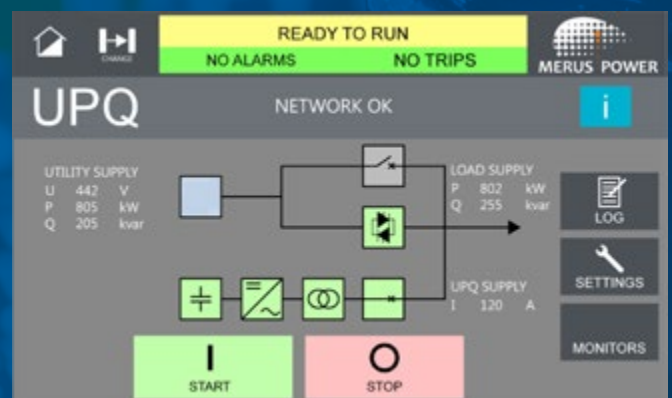 READY TO RUN
NO ALARMS NO TRIPS
CHANGE
MERUS POWER
UPQ
NETWORK OK
i
UTILITY SUPPLY
U 442 V
P 805 kW
Q 205 kvar
LOAD SUPPLY
P 802 kW
Q 255 kvar
LOG
SETTINGS
UPQ SUPPLY
I 120 A
MONITORS
START
STOP